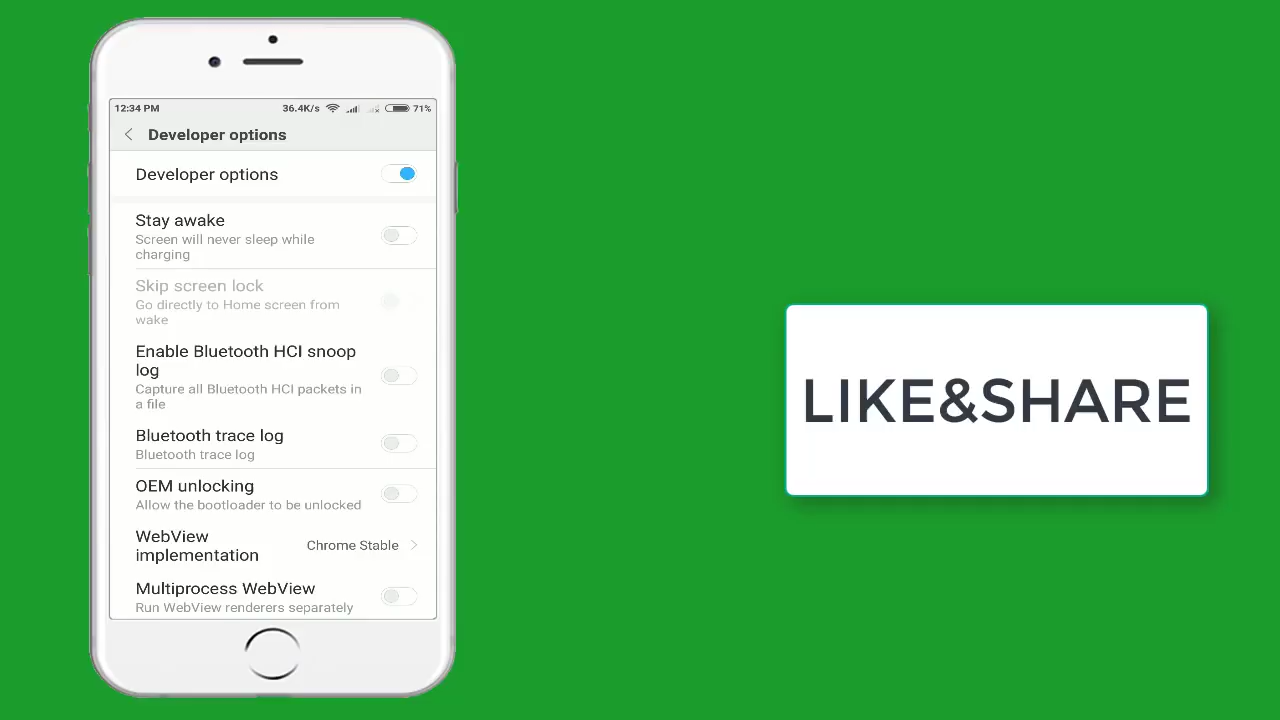 12:34 PM 36.4K/s 71%
Developer options
Developer options
Stay awake
Screen will never sleep while
charging
Skip screen lock
Go directly to Home screen from
wake
Enable Bluetooth HCI snoop
log
Capture all Bluetooth HCI packets in
a file
Bluetooth trace log
Bluetooth trace log
OEM unlocking
Allow the bootloader to be unlocked
WebView
implementation
Chrome Stable
Multiprocess WebView
Run WebView renderers separately
LIKE&SHARE